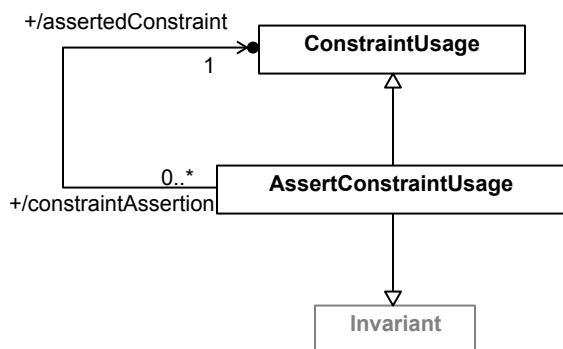 +/assertedConstraint
ConstraintUsage
1
0..*
AssertConstraintUsage
+/constraintAssertion
Invariant